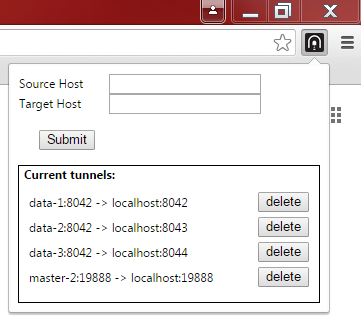 Source Host
Target Host
Submit
Current tunnels:
data-1:8042 -> localhost:8042 delete
data-2:8042 -> localhost:8043 delete
data-3:8042 -> localhost:8044 delete
master-2:19888 -> localhost:19888 delete